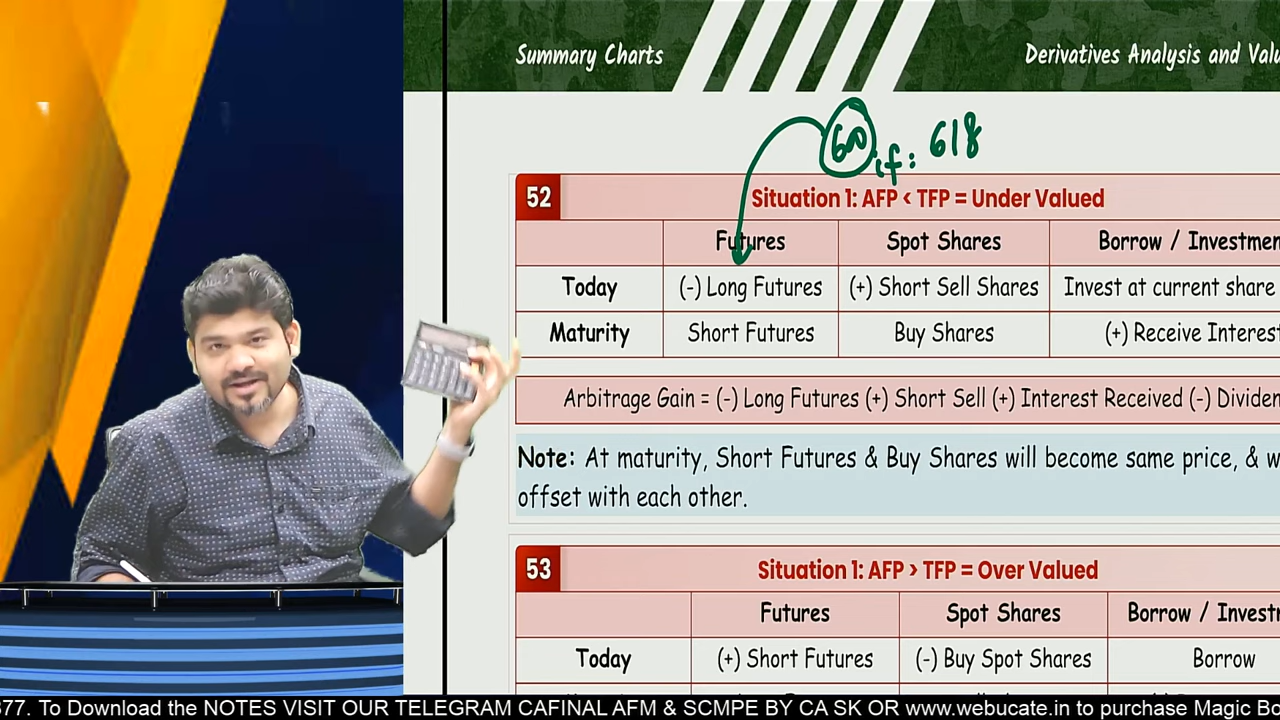 Summary Charts
Derivatives Analysis and Valu
600 if: 618
52
Situation 1: AFP < TFP = Under Valued
Futures Spot Shares Borrow / Investmen
Today (-) Long Futures (+) Short Sell Shares Invest at current share
Maturity Short Futures Buy Shares (+) Receive Interest
Arbitrage Gain = (-) Long Futures (+) Short Sell (+) Interest Received (-) Dividen
Note: At maturity, Short Futures & Buy Shares will become same price, & w
offset with each other.
53
Situation 1: AFP > TFP = Over Valued
Futures Spot Shares Borrow / Investm
Today (+) Short Futures (-) Buy Spot Shares Borrow
377. To Download the NOTES VISIT OUR TELEGRAM CAFINAL AFM & SCMPE BY CA SK OR www.webucate.in to purchase Magic Bo